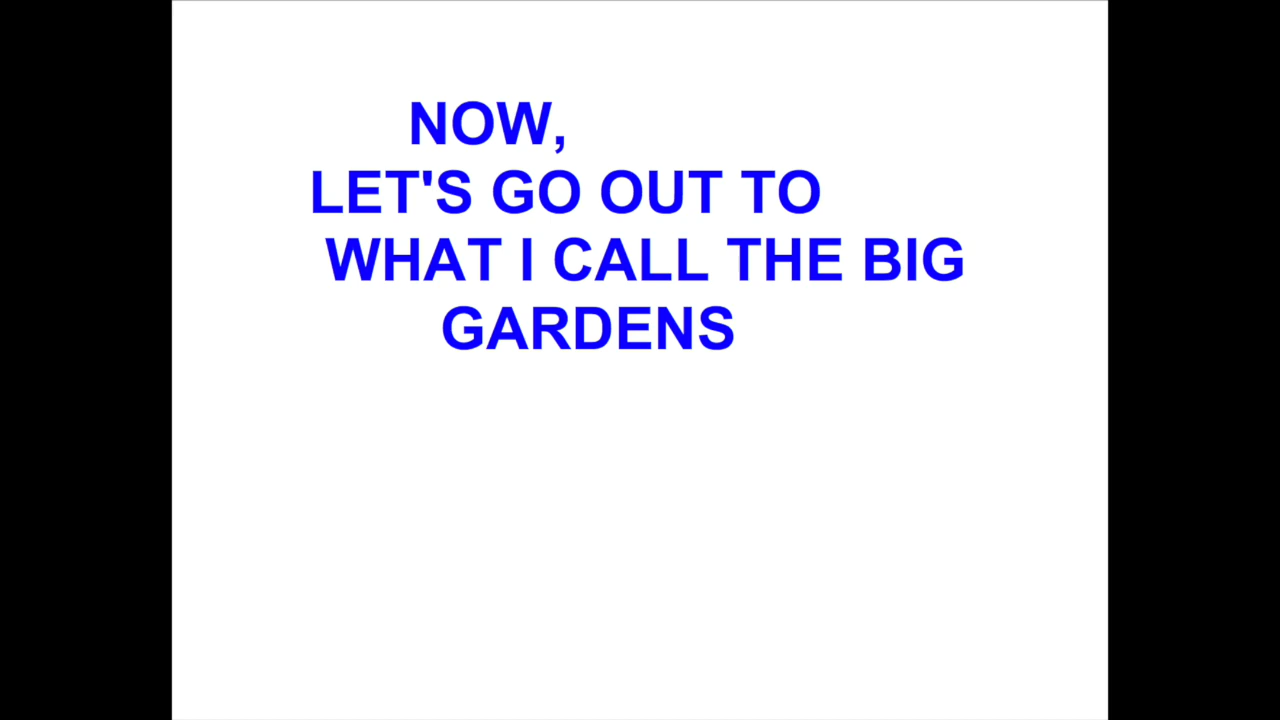 NOW,
LET'S GO OUT TO
WHAT I CALL THE BIG
GARDENS